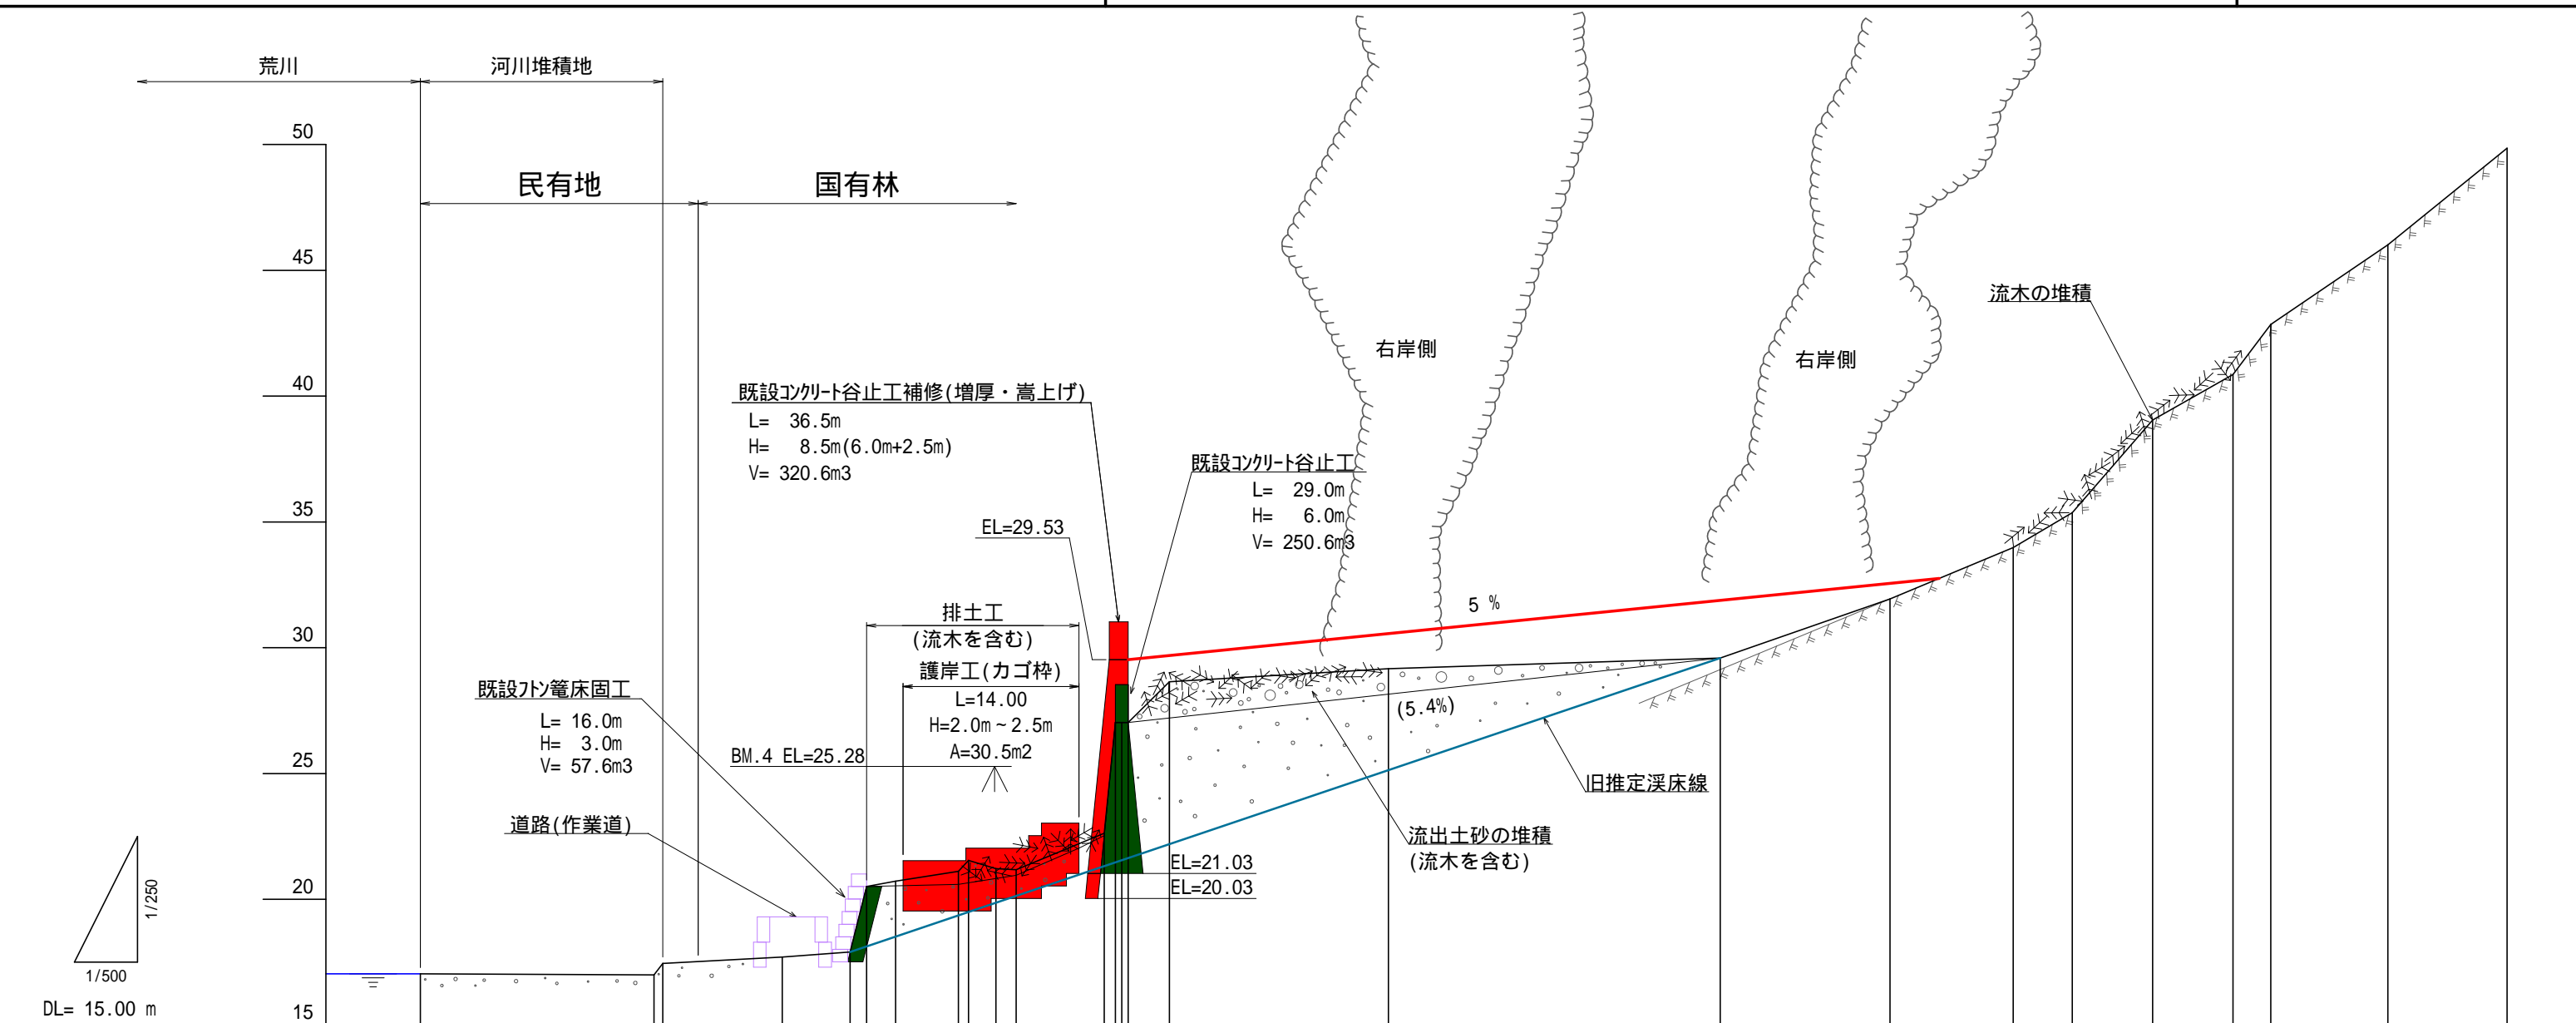 荒川
河川堆積地
50
民有地
国有林
45
流木の堆積
右岸側
右岸側
40
既設ｺﾝｸﾘｰﾄ谷止工補修(増厚・嵩上げ)
L= 36.5m
H= 8.5m(6.0m+2.5m)
V= 320.6m3
既設ｺﾝｸﾘｰﾄ谷止工
L= 29.0m
H= 6.0m
V= 250.6m3
35
EL=29.53
5 %
排土工
(流木を含む)
30
護岸工(カゴ枠)
L=14.00
H=2.0m～2.5m
A=30.5m2
既設ﾌﾄﾝ篭床固工
L= 16.0m
H= 3.0m
V= 57.6m3
(5.4%)
BM.4 EL=25.28
25
旧推定渓床線
道路(作業道)
流出土砂の堆積
(流木を含む)
EL=21.03
EL=20.03
20
1/250
1/500
DL= 15.00 m
15